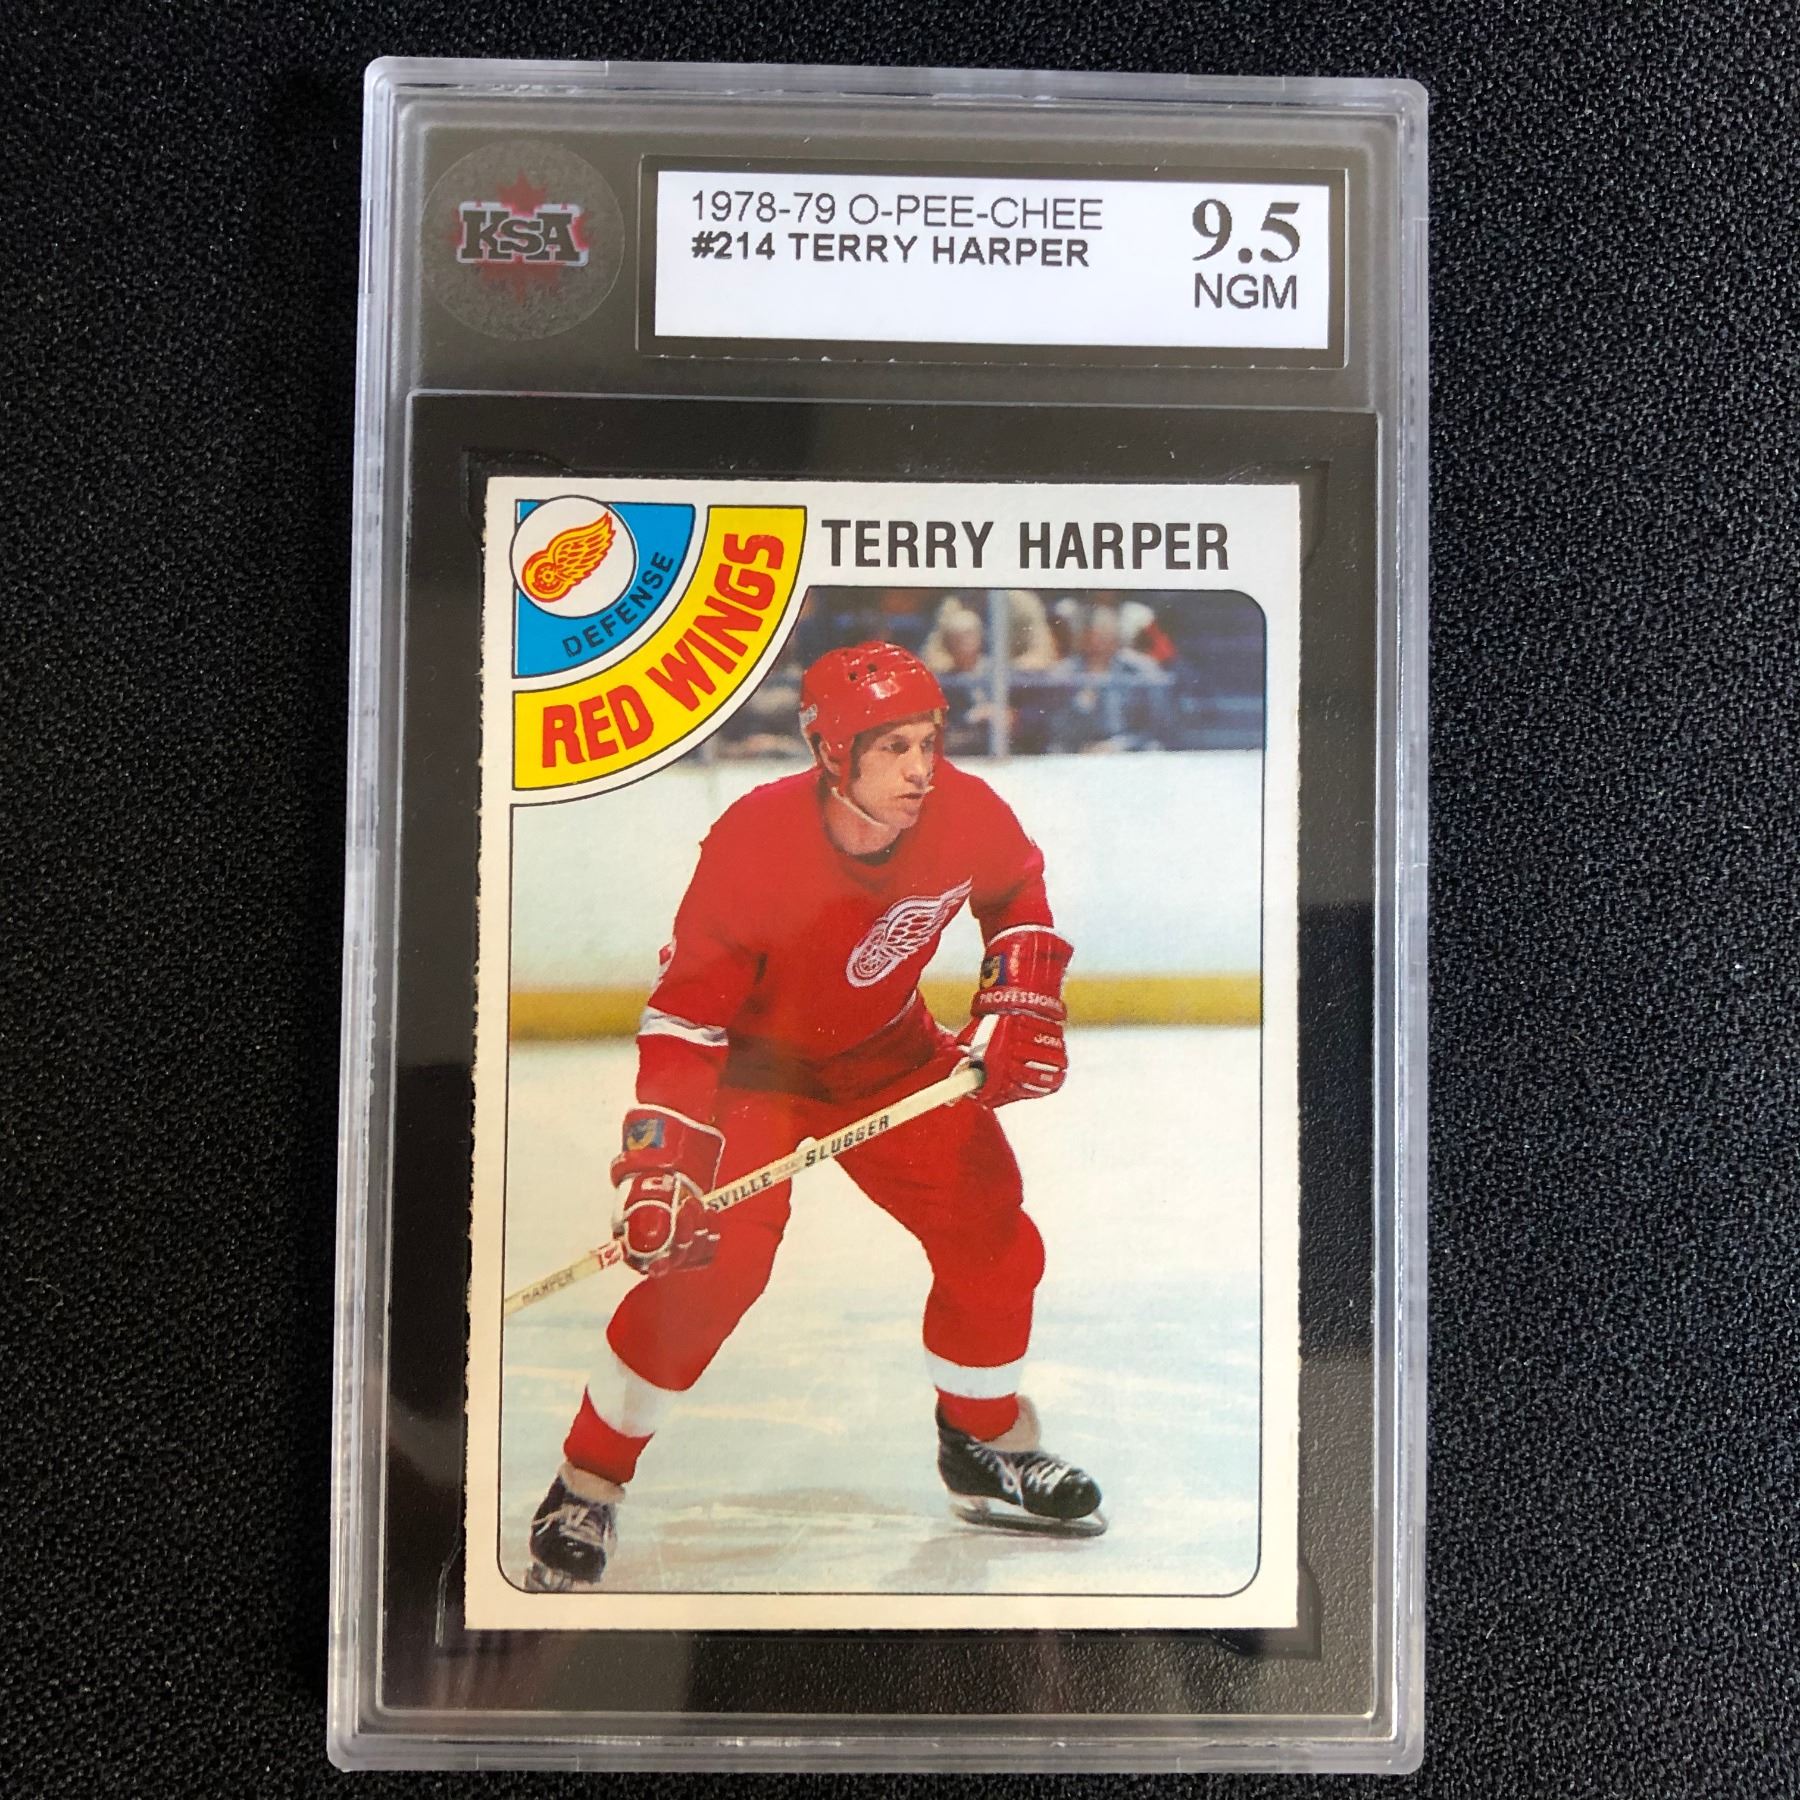 KSA
1978-79 O-PEE-CHEE
#214 TERRY HARPER
9.5
NGM
TERRY HARPER
DEFENSE
RED WINGS
PROFESSIONAL
JOFA
SVILLE
SLUGGER
HARPER